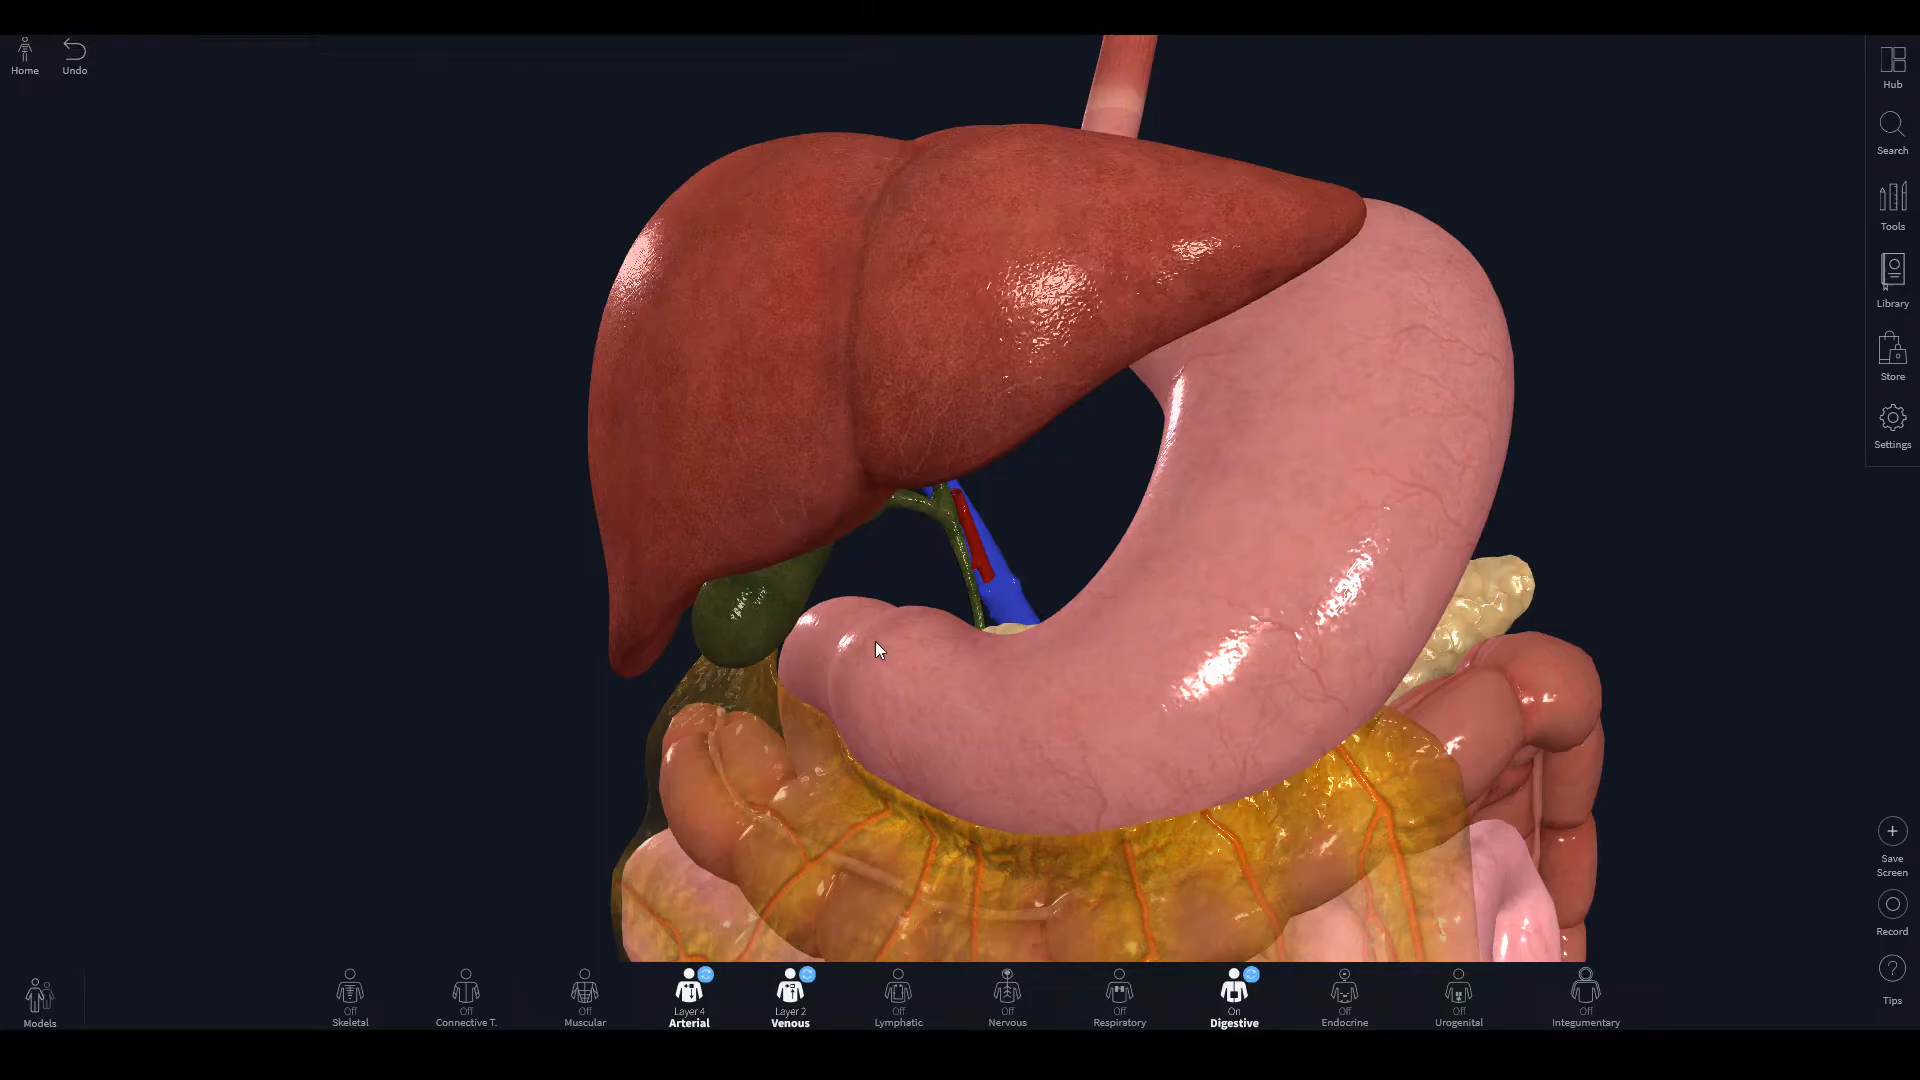 Home
Undo
Hub
Search
Tools
Library
Store
Settings
Save
Screen
Record
Tips
Models
Off
Skeletal
Off
Connective T.
Off
Muscular
Layer 4
Arterial
Layer 2
Venous
Off
Lymphatic
Off
Nervous
Off
Respiratory
On
Digestive
Off
Endocrine
Off
Urogenital
Off
Integumentary